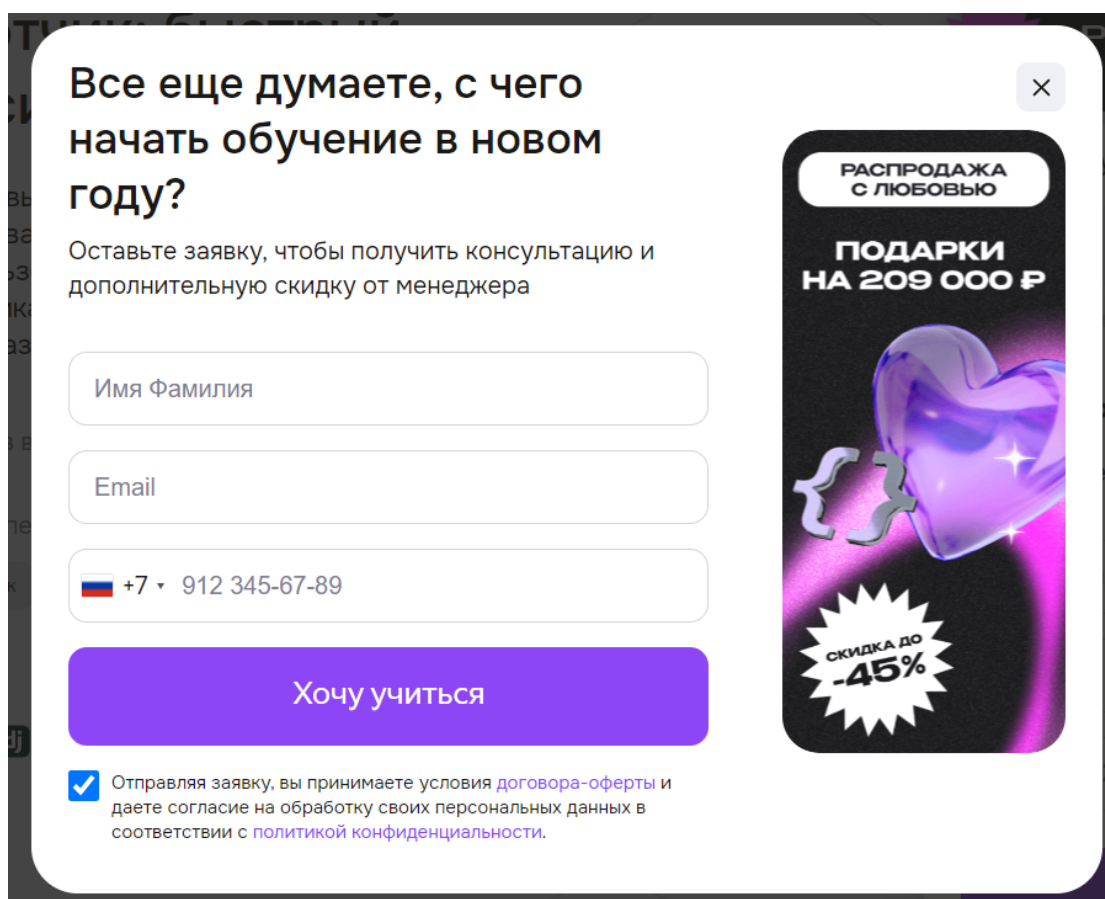 Все еще думаете, с чего
начать обучение в новом
году?
Оставьте заявку, чтобы получить консультацию и
дополнительную скидку от менеджера
Имя Фамилия
Email
+7 912 345-67-89
Хочу учиться
Отправляя заявку, вы принимаете условия договора-оферты и
даете согласие на обработку своих персональных данных в
соответствии с политикой конфиденциальности.
РАСПРОДАЖА
С ЛЮБОВЬЮ
ПОДАРКИ
НА 209 000 ₽
{}
СКИДКА ДО
-45%
dj